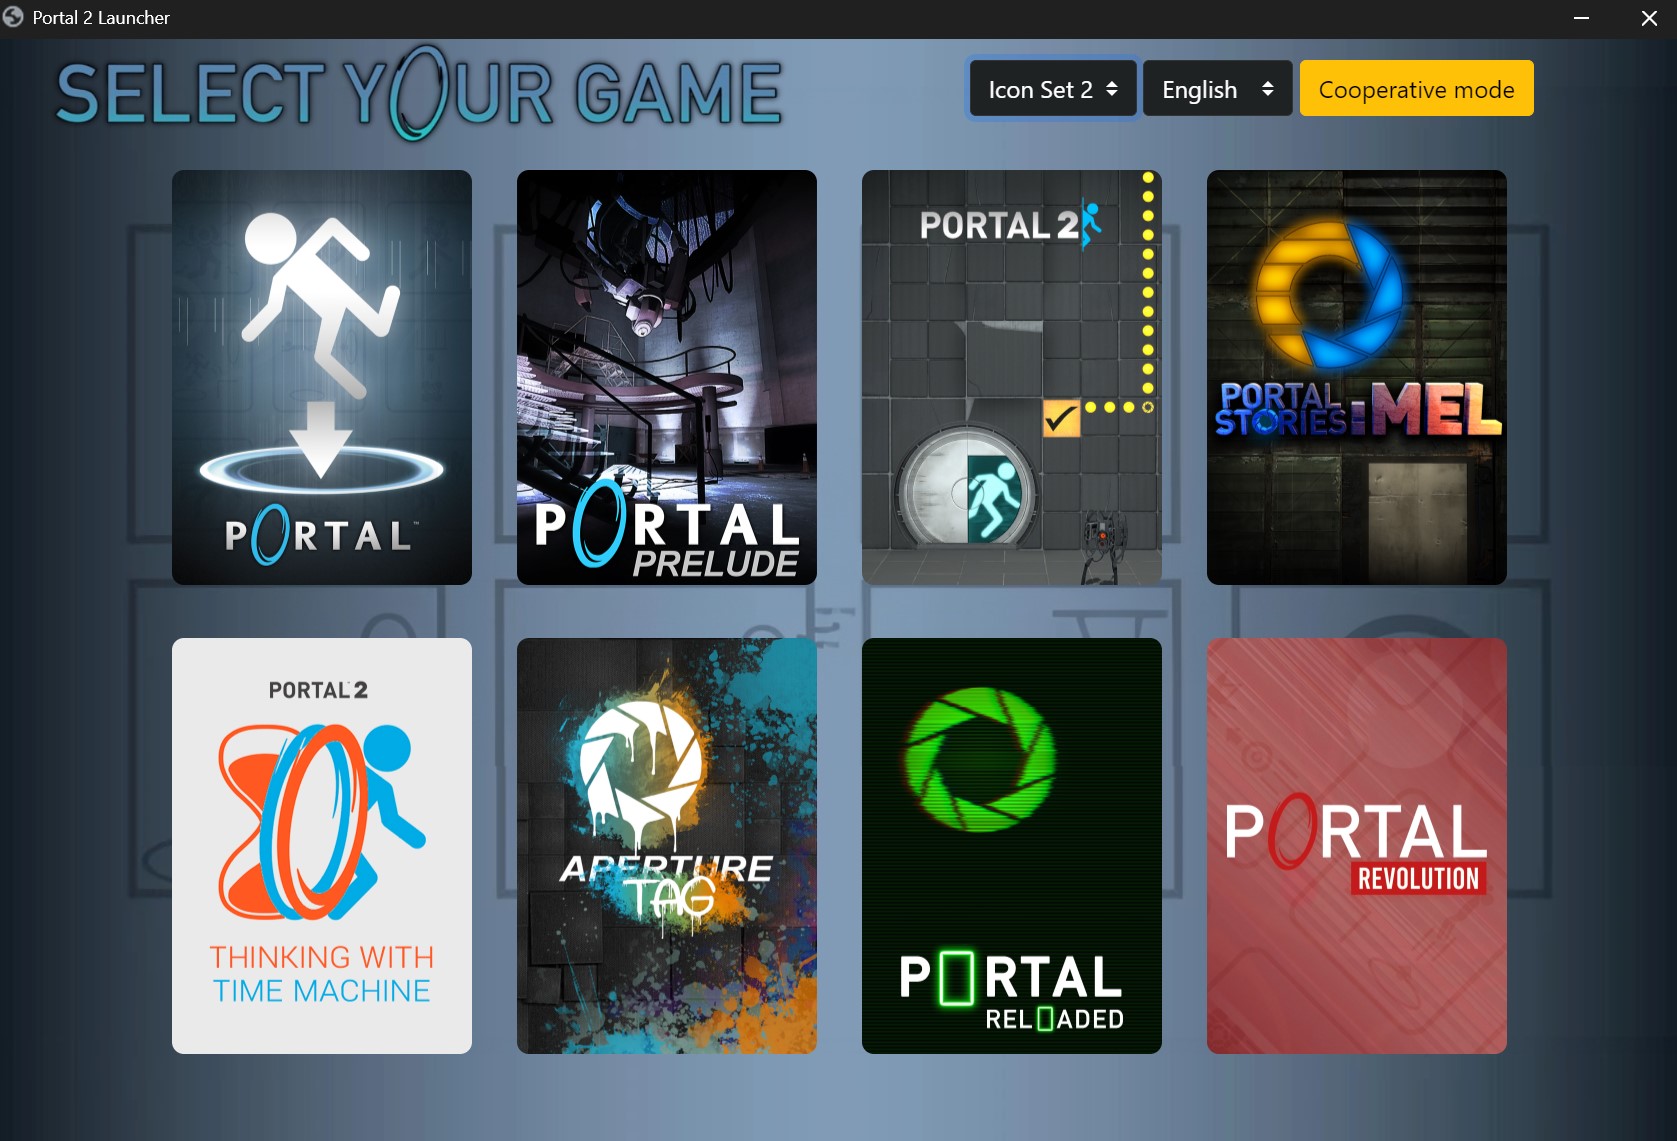 Portal 2 Launcher
SELECT YOUR GAME
Icon Set 2
English
Cooperative mode
PORTAL™
PORTAL
PRELUDE
PORTAL 2
PORTAL
STORIES: MEL
PORTAL 2
THINKING WITH
TIME MACHINE
APERTURE
TAG
PORTAL
RELOADED
PORTAL
REVOLUTION